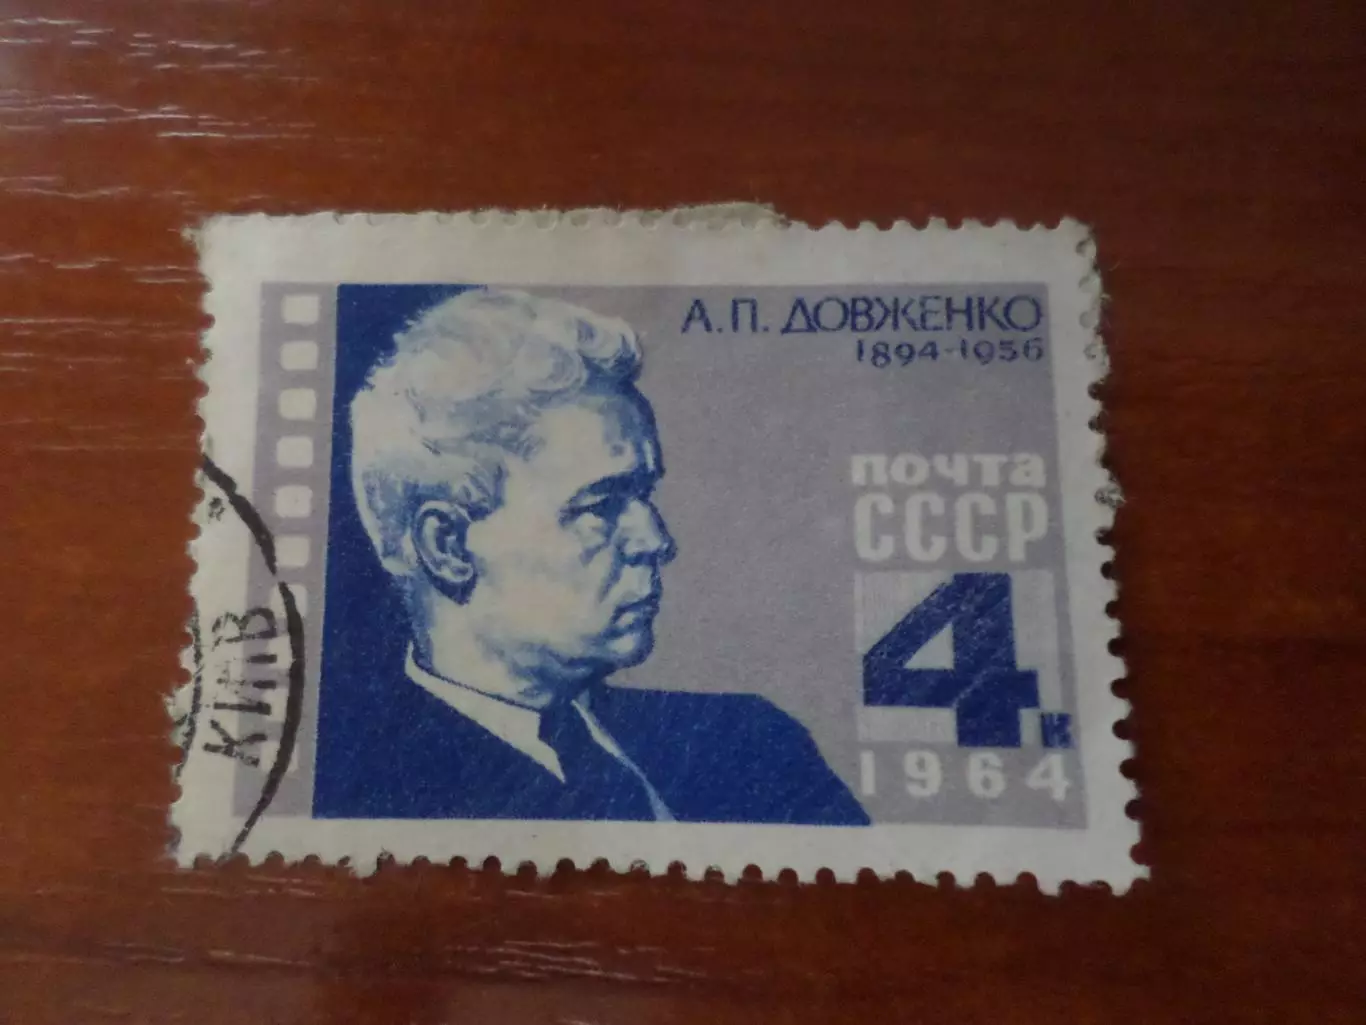 А.П. ДОВЖЕНКО
1894-1956
почта
СССР
4к
1964
КИЇВ